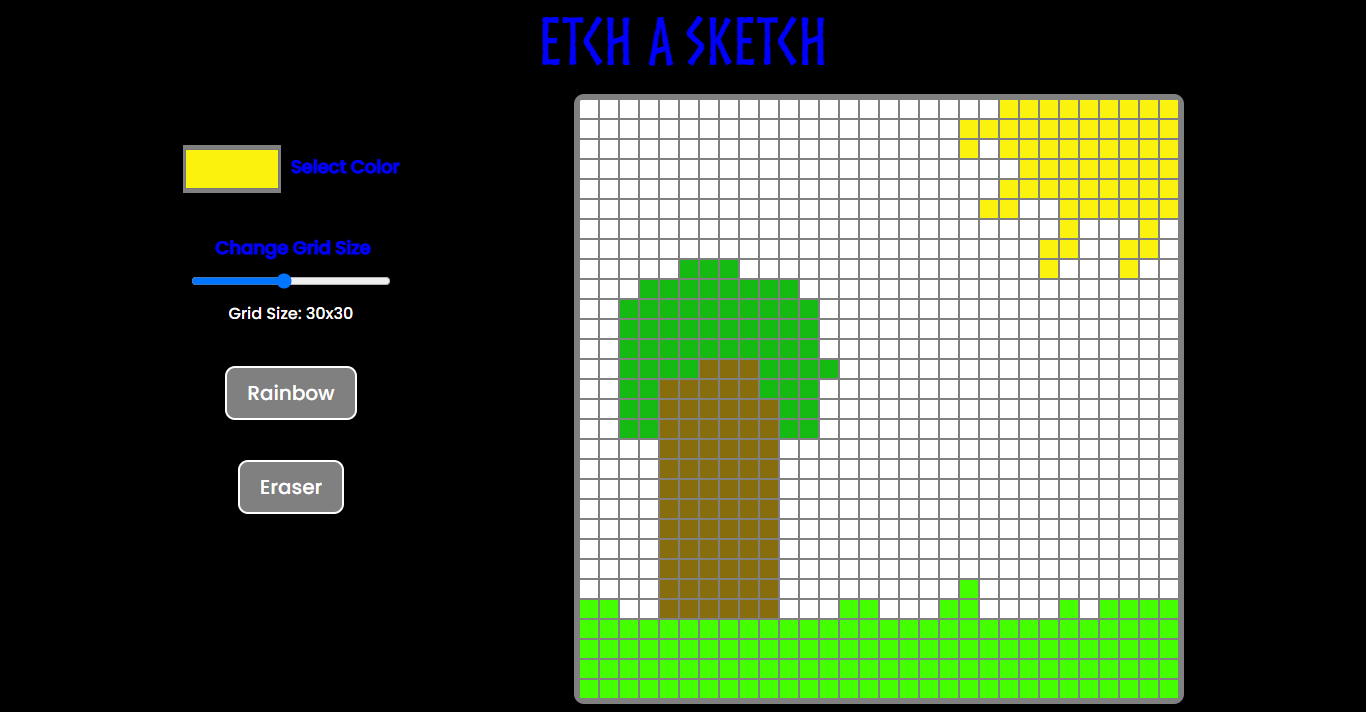 ETCH A SKETCH
Select Color
Change Grid Size
Grid Size: 30x30
Rainbow
Eraser